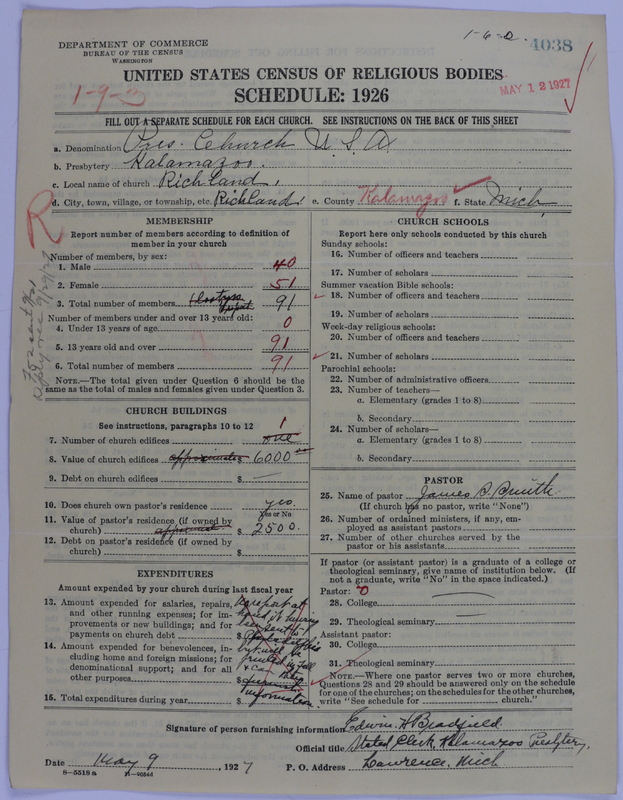 1-6-2.
4038
DEPARTMENT OF COMMERCE
BUREAU OF THE CENSUS
WASHINGTON
UNITED STATES CENSUS OF RELIGIOUS BODIES
1-9-
SCHEDULE: 1926
MAY 12 1927
FILL OUT A SEPARATE SCHEDULE FOR EACH CHURCH. SEE INSTRUCTIONS ON THE BACK OF THIS SHEET
a. Denomination Pres. Church U. S. A.
b. Presbytery Kalamazoo.
c. Local name of church Richland,
d. City, town, village, or township, etc. Richland, e. County Kalamazoo f. State Mich,
R
MEMBERSHIP
Report number of members according to definition of
member in your church
Number of members, by sex:
1. Male 40
2. Female 51
3. Total number of members 91
Number of members under and over 13 years old:
4. Under 13 years of age 0
5. 13 years old and over 91
6. Total number of members 91
NOTE.—The total given under Question 6 should be the
same as the total of males and females given under Question 3.
CHURCH BUILDINGS
See instructions, paragraphs 10 to 12
7. Number of church edifices one 1
8. Value of church edifices approximate $ 6000.00
9. Debt on church edifices $ —
10. Does church own pastor's residence yes
Yes or No
11. Value of pastor's residence (if owned by
church) $ 2500.
12. Debt on pastor's residence (if owned by
church) $
EXPENDITURES
Amount expended by your church during last fiscal year
13. Amount expended for salaries, repairs,
and other running expenses; for im-
provements or new buildings; and for
payments on church debt $
14. Amount expended for benevolences, in-
cluding home and foreign missions; for
denominational support; and for all
other purposes $
15. Total expenditures during year $ information
CHURCH SCHOOLS
Report here only schools conducted by this church
Sunday schools:
16. Number of officers and teachers
17. Number of scholars
Summer vacation Bible schools:
18. Number of officers and teachers
19. Number of scholars
Week-day religious schools:
20. Number of officers and teachers
21. Number of scholars
Parochial schools:
22. Number of administrative officers
23. Number of teachers—
a. Elementary (grades 1 to 8)
b. Secondary
24. Number of scholars—
a. Elementary (grades 1 to 8)
b. Secondary
PASTOR
25. Name of pastor James B.
(If church has no pastor, write "None")
26. Number of ordained ministers, if any, em-
ployed as assistant pastors
27. Number of other churches served by the
pastor or his assistants
If pastor (or assistant pastor) is a graduate of a college or
theological seminary, give name of institution below. (If
not a graduate, write "No" in the space indicated.)
Pastor: 0
28. College
29. Theological seminary
Assistant pastor:
30. College
31. Theological seminary
NOTE.—Where one pastor serves two or more churches,
Questions 28 and 29 should be answered only on the schedule
for one of the churches; on the schedules for the other churches,
write "See schedule for church."
Signature of person furnishing information Edwin A Bradfield
Official title Stated Clerk, Kalamazoo Presbytery,
Date May 9, 1927 P. O. Address Lawrence, Mich
8-5518a 11-9054d